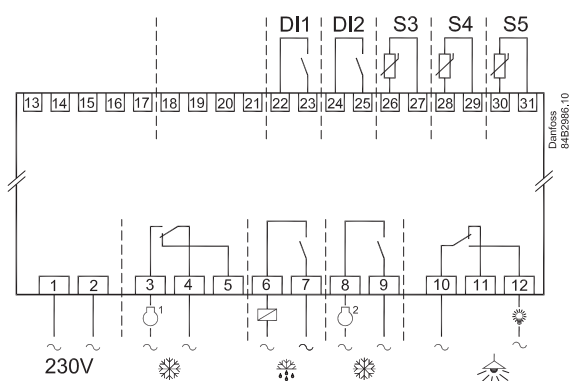 DI1 DI2 S3 S4 S5
13 14 15 16 17 18 19 20 21 22 23 24 25 26 27 28 29 30 31
Danfoss
84B2986.10
1 2 3 4 5 6 7 8 9 10 11 12
1 2
230V